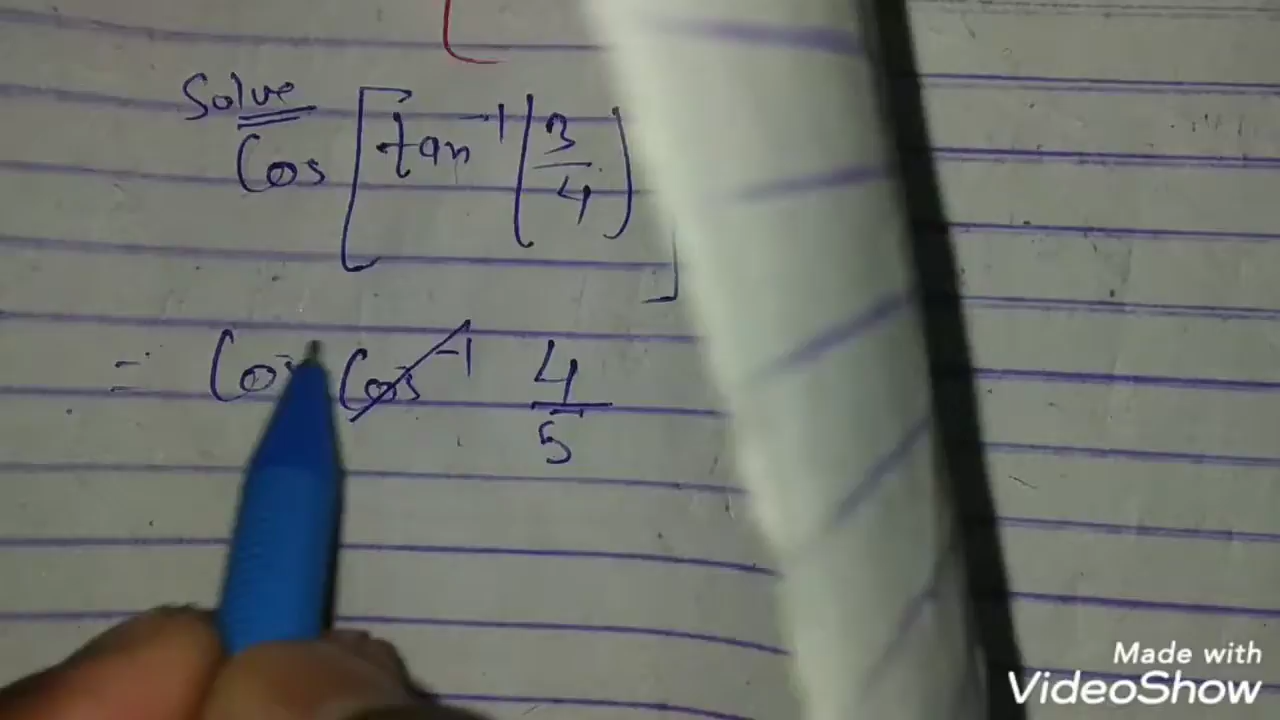 Solve
Cos [tan⁻¹(3/4)]
= Cos Cos⁻¹ 4/5
Made with
VideoShow